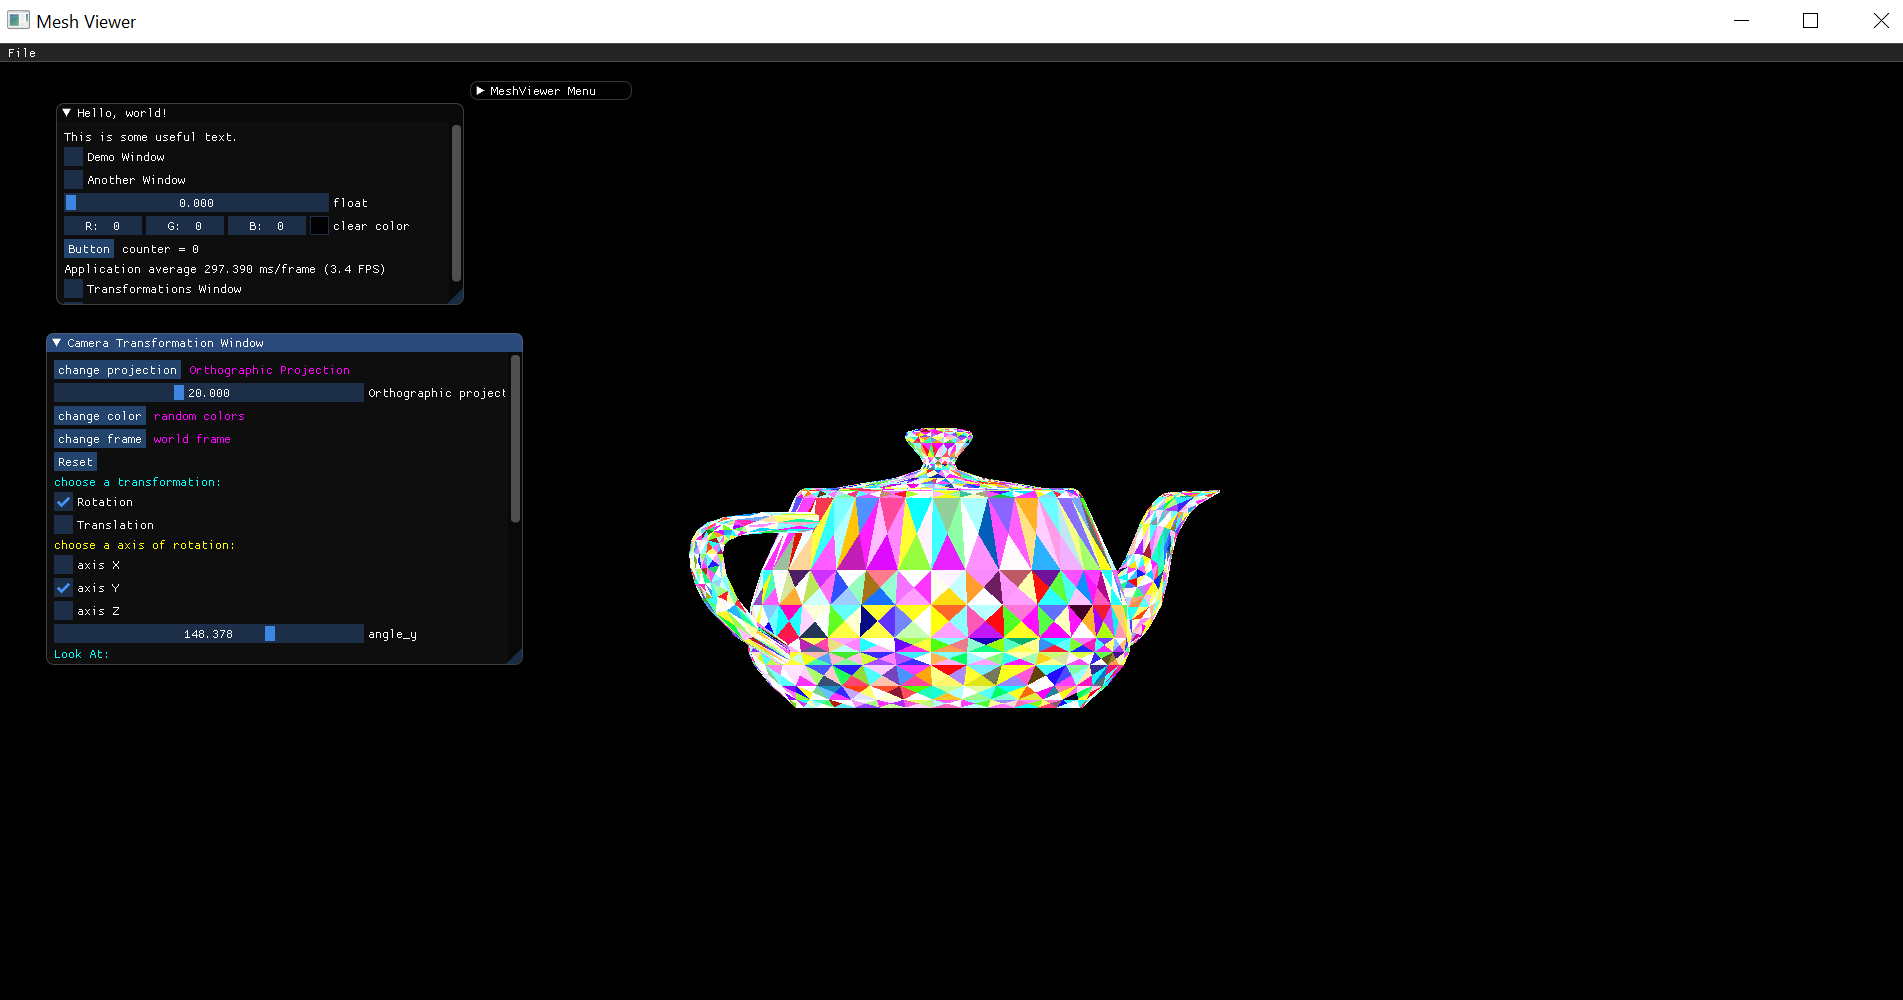 Mesh Viewer
File
MeshViewer Menu
Hello, world!
This is some useful text.
Demo Window
Another Window
0.000 float
R: 0 G: 0 B: 0 clear color
Button counter = 0
Application average 297.390 ms/frame (3.4 FPS)
Transformations Window
Camera Transformation Window
change projection Orthographic Projection
20.000 Orthographic project
change color random colors
change frame world frame
Reset
choose a transformation:
Rotation
Translation
choose a axis of rotation:
axis X
axis Y
axis Z
148.378 angle_y
Look At: